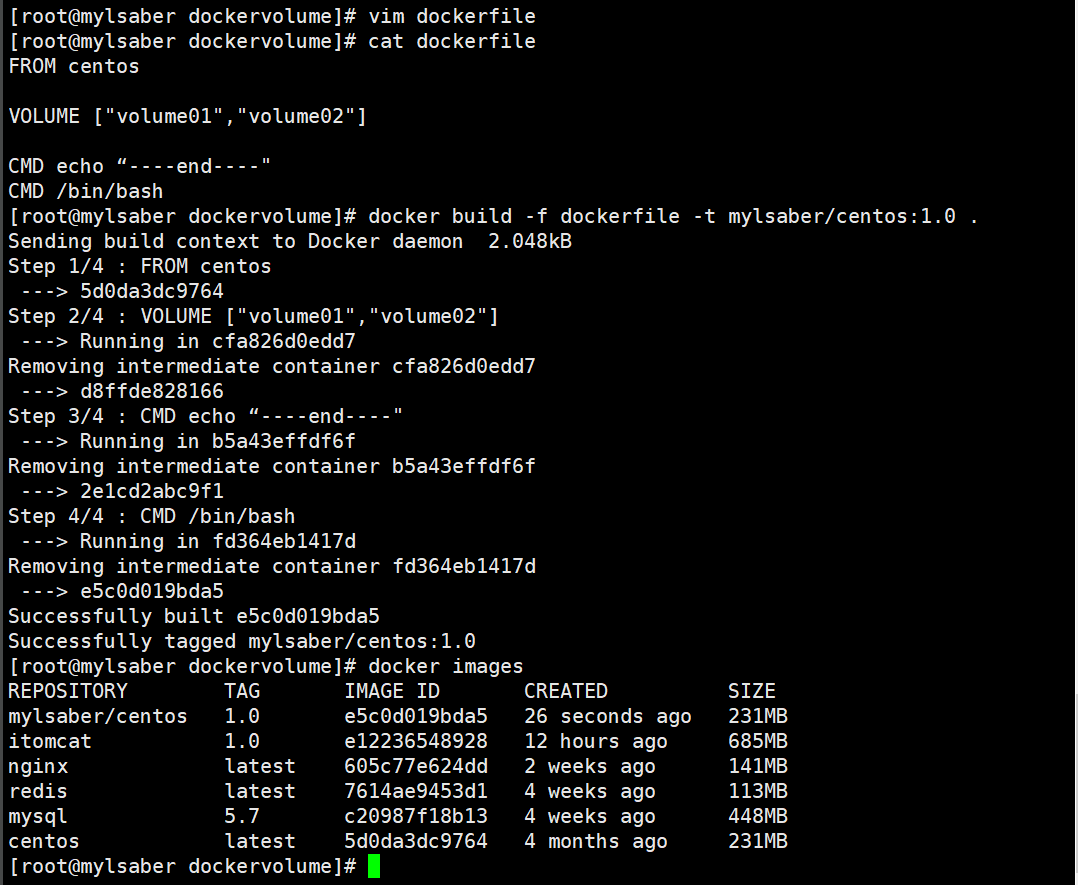 [root@mylsaber dockervolume]# vim dockerfile
[root@mylsaber dockervolume]# cat dockerfile
FROM centos
VOLUME ["volume01","volume02"]
CMD echo “----end----"
CMD /bin/bash
[root@mylsaber dockervolume]# docker build -f dockerfile -t mylsaber/centos:1.0 .
Sending build context to Docker daemon  2.048kB
Step 1/4 : FROM centos
 ---> 5d0da3dc9764
Step 2/4 : VOLUME ["volume01","volume02"]
 ---> Running in cfa826d0edd7
Removing intermediate container cfa826d0edd7
 ---> d8ffde828166
Step 3/4 : CMD echo “----end----"
 ---> Running in b5a43effdf6f
Removing intermediate container b5a43effdf6f
 ---> 2e1cd2abc9f1
Step 4/4 : CMD /bin/bash
 ---> Running in fd364eb1417d
Removing intermediate container fd364eb1417d
 ---> e5c0d019bda5
Successfully built e5c0d019bda5
Successfully tagged mylsaber/centos:1.0
[root@mylsaber dockervolume]# docker images
REPOSITORY        TAG       IMAGE ID       CREATED          SIZE
mylsaber/centos   1.0       e5c0d019bda5   26 seconds ago   231MB
itomcat           1.0       e12236548928   12 hours ago     685MB
nginx             latest    605c77e624dd   2 weeks ago      141MB
redis             latest    7614ae9453d1   4 weeks ago      113MB
mysql             5.7       c20987f18b13   4 weeks ago      448MB
centos            latest    5d0da3dc9764   4 months ago     231MB
[root@mylsaber dockervolume]#